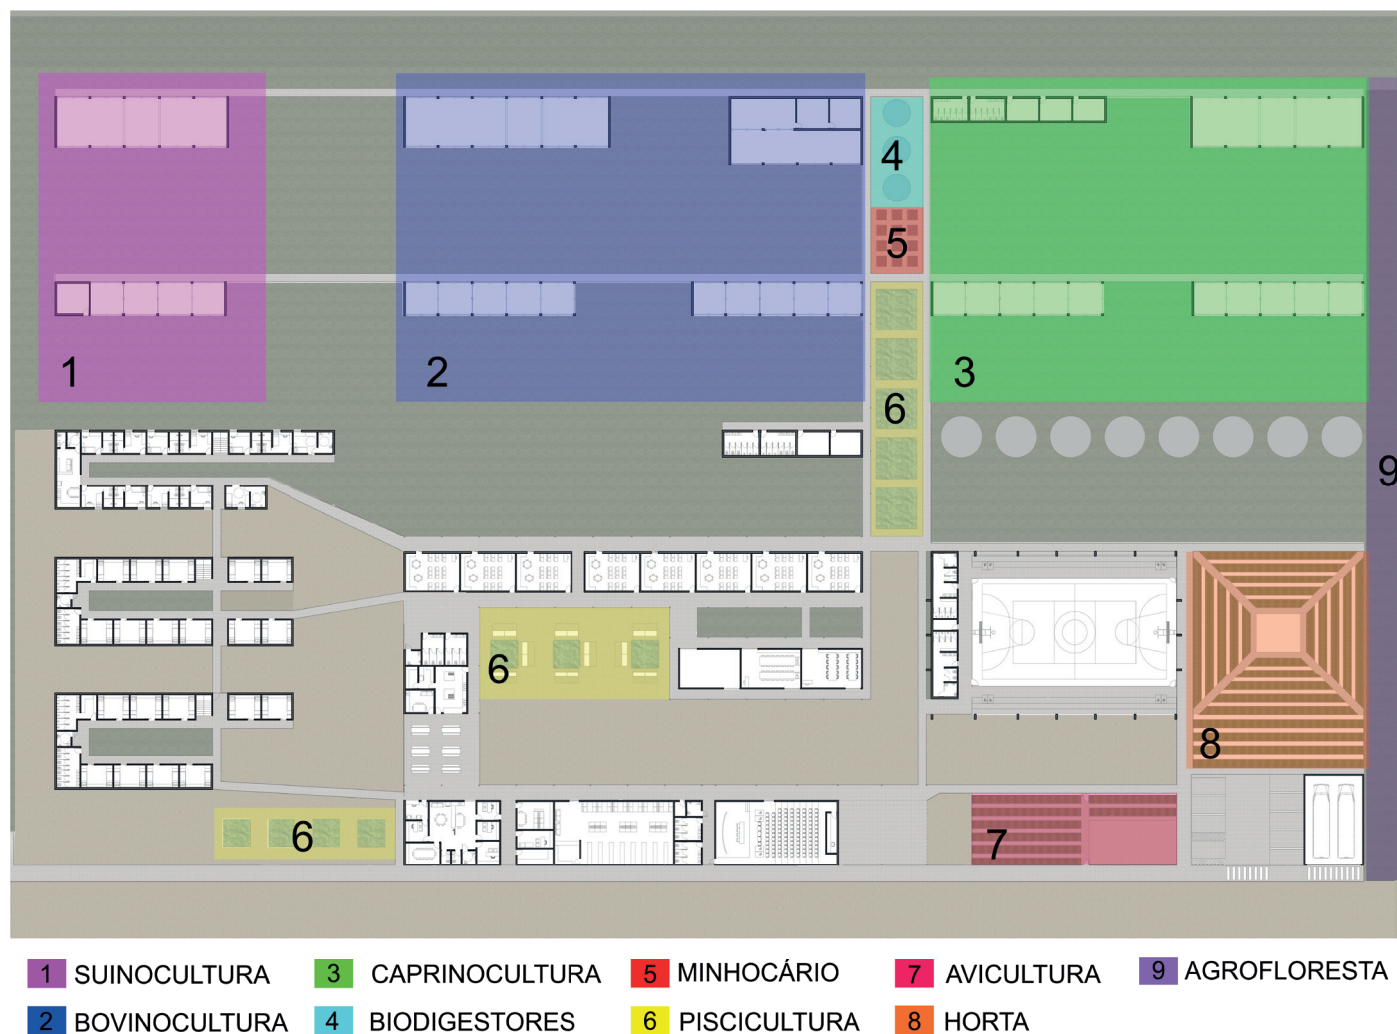 4
5
1
2
3
6
9
6
8
6
7
1 SUINOCULTURA
3 CAPRINOCULTURA
5 MINHOCÁRIO
7 AVICULTURA
9 AGROFLORESTA
2 BOVINOCULTURA
4 BIODIGESTORES
6 PISCICULTURA
8 HORTA